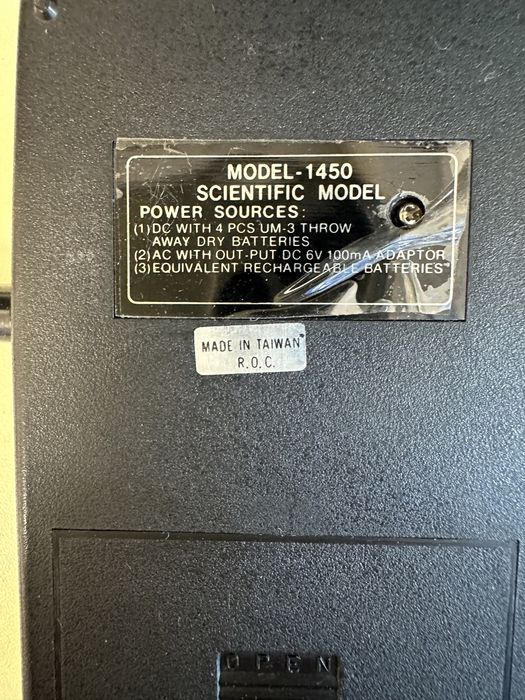 MODEL-1450
SCIENTIFIC MODEL
POWER SOURCES:
(1)DC WITH 4 PCS UM-3 THROW
AWAY DRY BATTERIES
(2)AC WITH OUT-PUT DC 6V 100mA ADAPTOR
(3)EQUIVALENT RECHARGEABLE BATTERIES
MADE IN TAIWAN
R.O.C.
OPEN